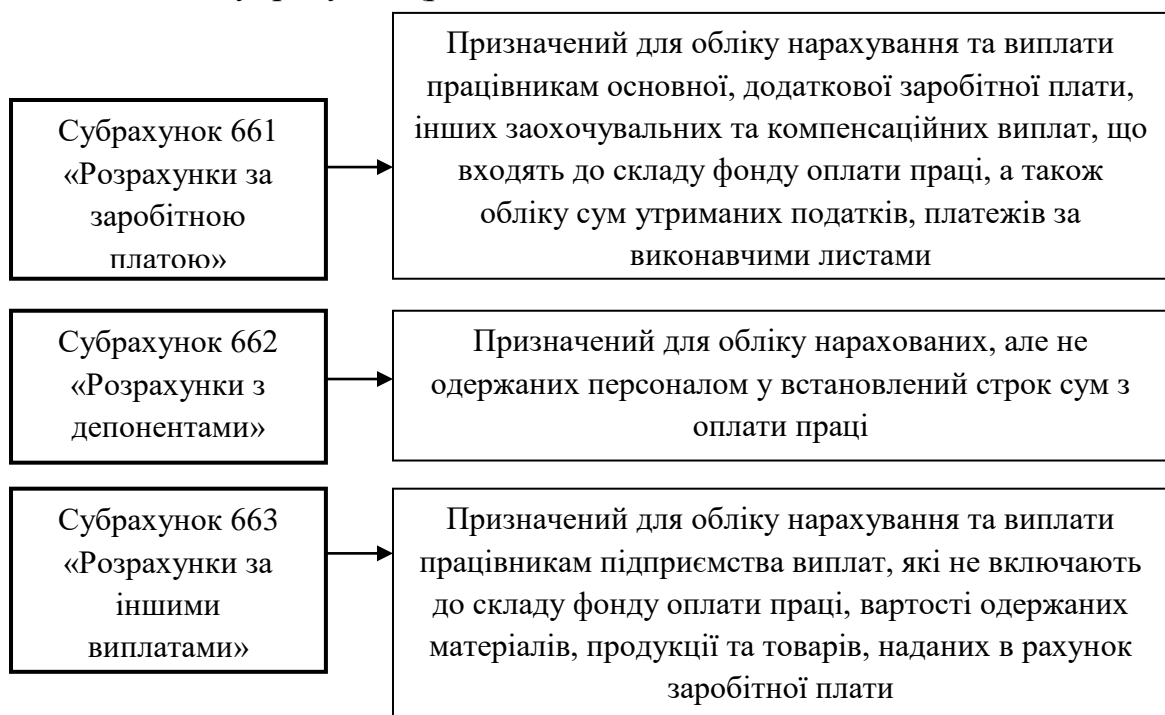 Субрахунок 661
«Розрахунки за
заробітною
платою»
Призначений для обліку нарахування та виплати
працівникам основної, додаткової заробітної плати,
інших заохочувальних та компенсаційних виплат, що
входять до складу фонду оплати праці, а також
обліку сум утриманих податків, платежів за
виконавчими листами
Субрахунок 662
«Розрахунки з
депонентами»
Призначений для обліку нарахованих, але не
одержаних персоналом у встановлений строк сум з
оплати праці
Субрахунок 663
«Розрахунки за
іншими
виплатами»
Призначений для обліку нарахування та виплати
працівникам підприємства виплат, які не включають
до складу фонду оплати праці, вартості одержаних
матеріалів, продукції та товарів, наданих в рахунок
заробітної плати